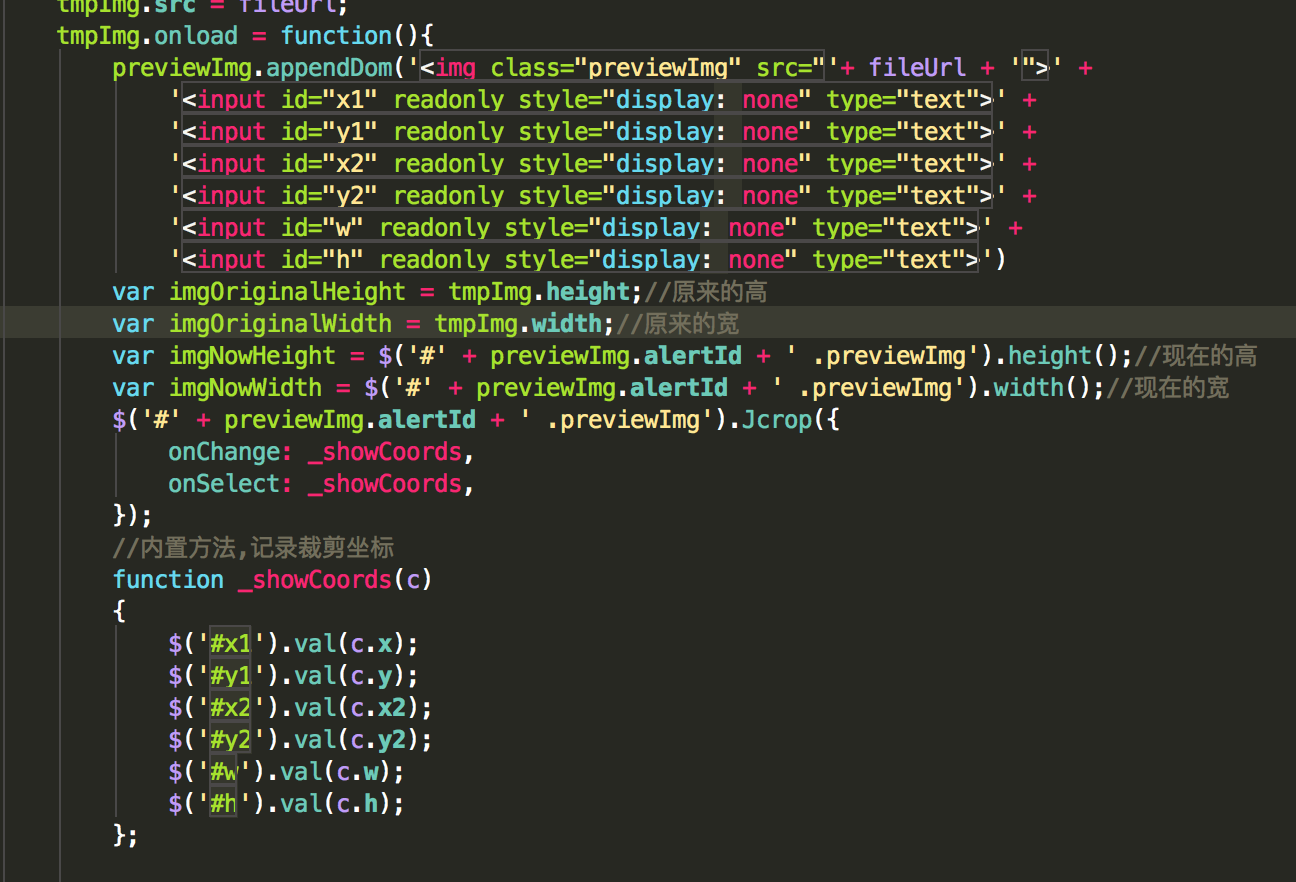 tmpImg.src = fileUrl;
tmpImg.onload = function(){
previewImg.appendDom('<img class="previewImg" src="'+ fileUrl + '">' +
'<input id="x1" readonly style="display: none" type="text">' +
'<input id="y1" readonly style="display: none" type="text">' +
'<input id="x2" readonly style="display: none" type="text">' +
'<input id="y2" readonly style="display: none" type="text">' +
'<input id="w" readonly style="display: none" type="text">' +
'<input id="h" readonly style="display: none" type="text">')
var imgOriginalHeight = tmpImg.height;//原来的高
var imgOriginalWidth = tmpImg.width;//原来的宽
var imgNowHeight = $('#' + previewImg.alertId + ' .previewImg').height();//现在的高
var imgNowWidth = $('#' + previewImg.alertId + ' .previewImg').width();//现在的宽
$('#' + previewImg.alertId + ' .previewImg').Jcrop({
onChange: _showCoords,
onSelect: _showCoords,
});
//内置方法,记录裁剪坐标
function _showCoords(c)
{
$('#x1').val(c.x);
$('#y1').val(c.y);
$('#x2').val(c.x2);
$('#y2').val(c.y2);
$('#w').val(c.w);
$('#h').val(c.h);
};